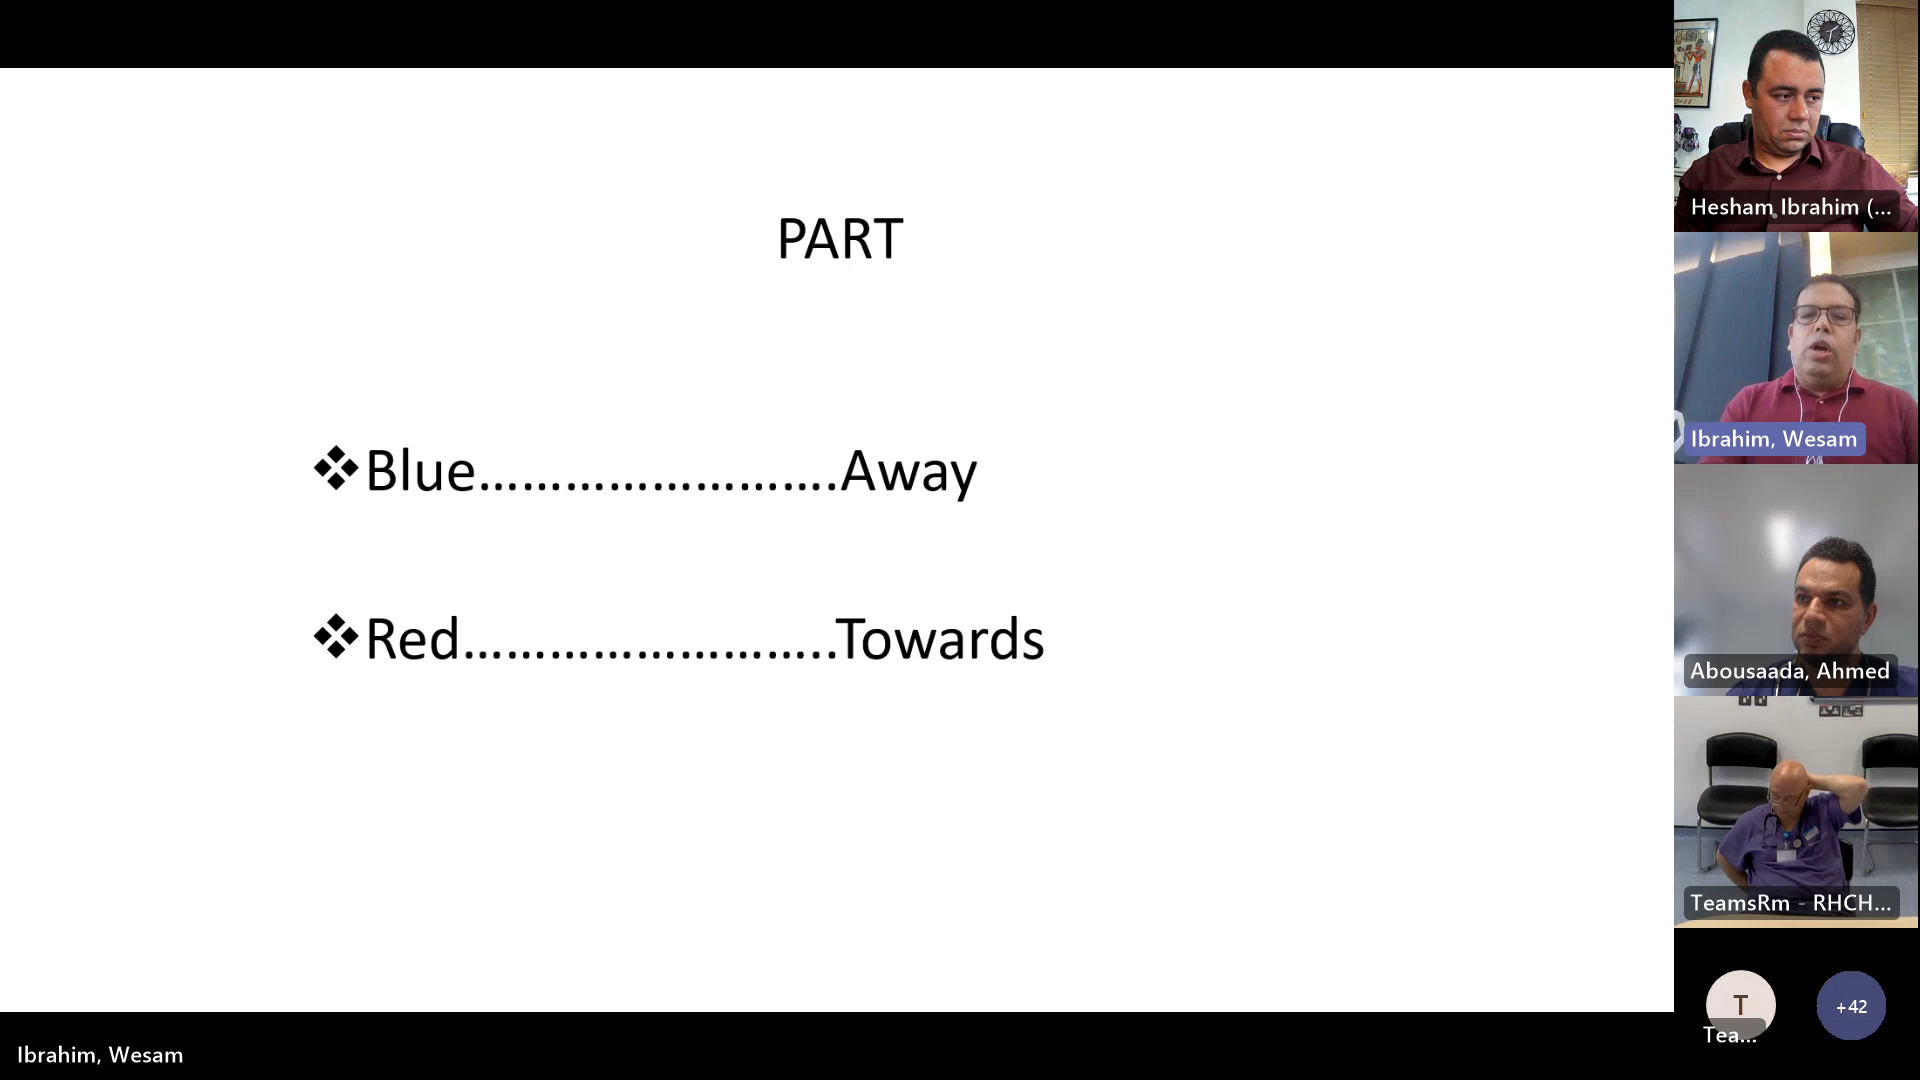 PART
❖Blue…………………….Away
❖Red……………………..Towards
Hesham Ibrahim (...
Ibrahim, Wesam
Abousaada, Ahmed
TeamsRm - RHCH...
T
Tea...
+42
Ibrahim, Wesam